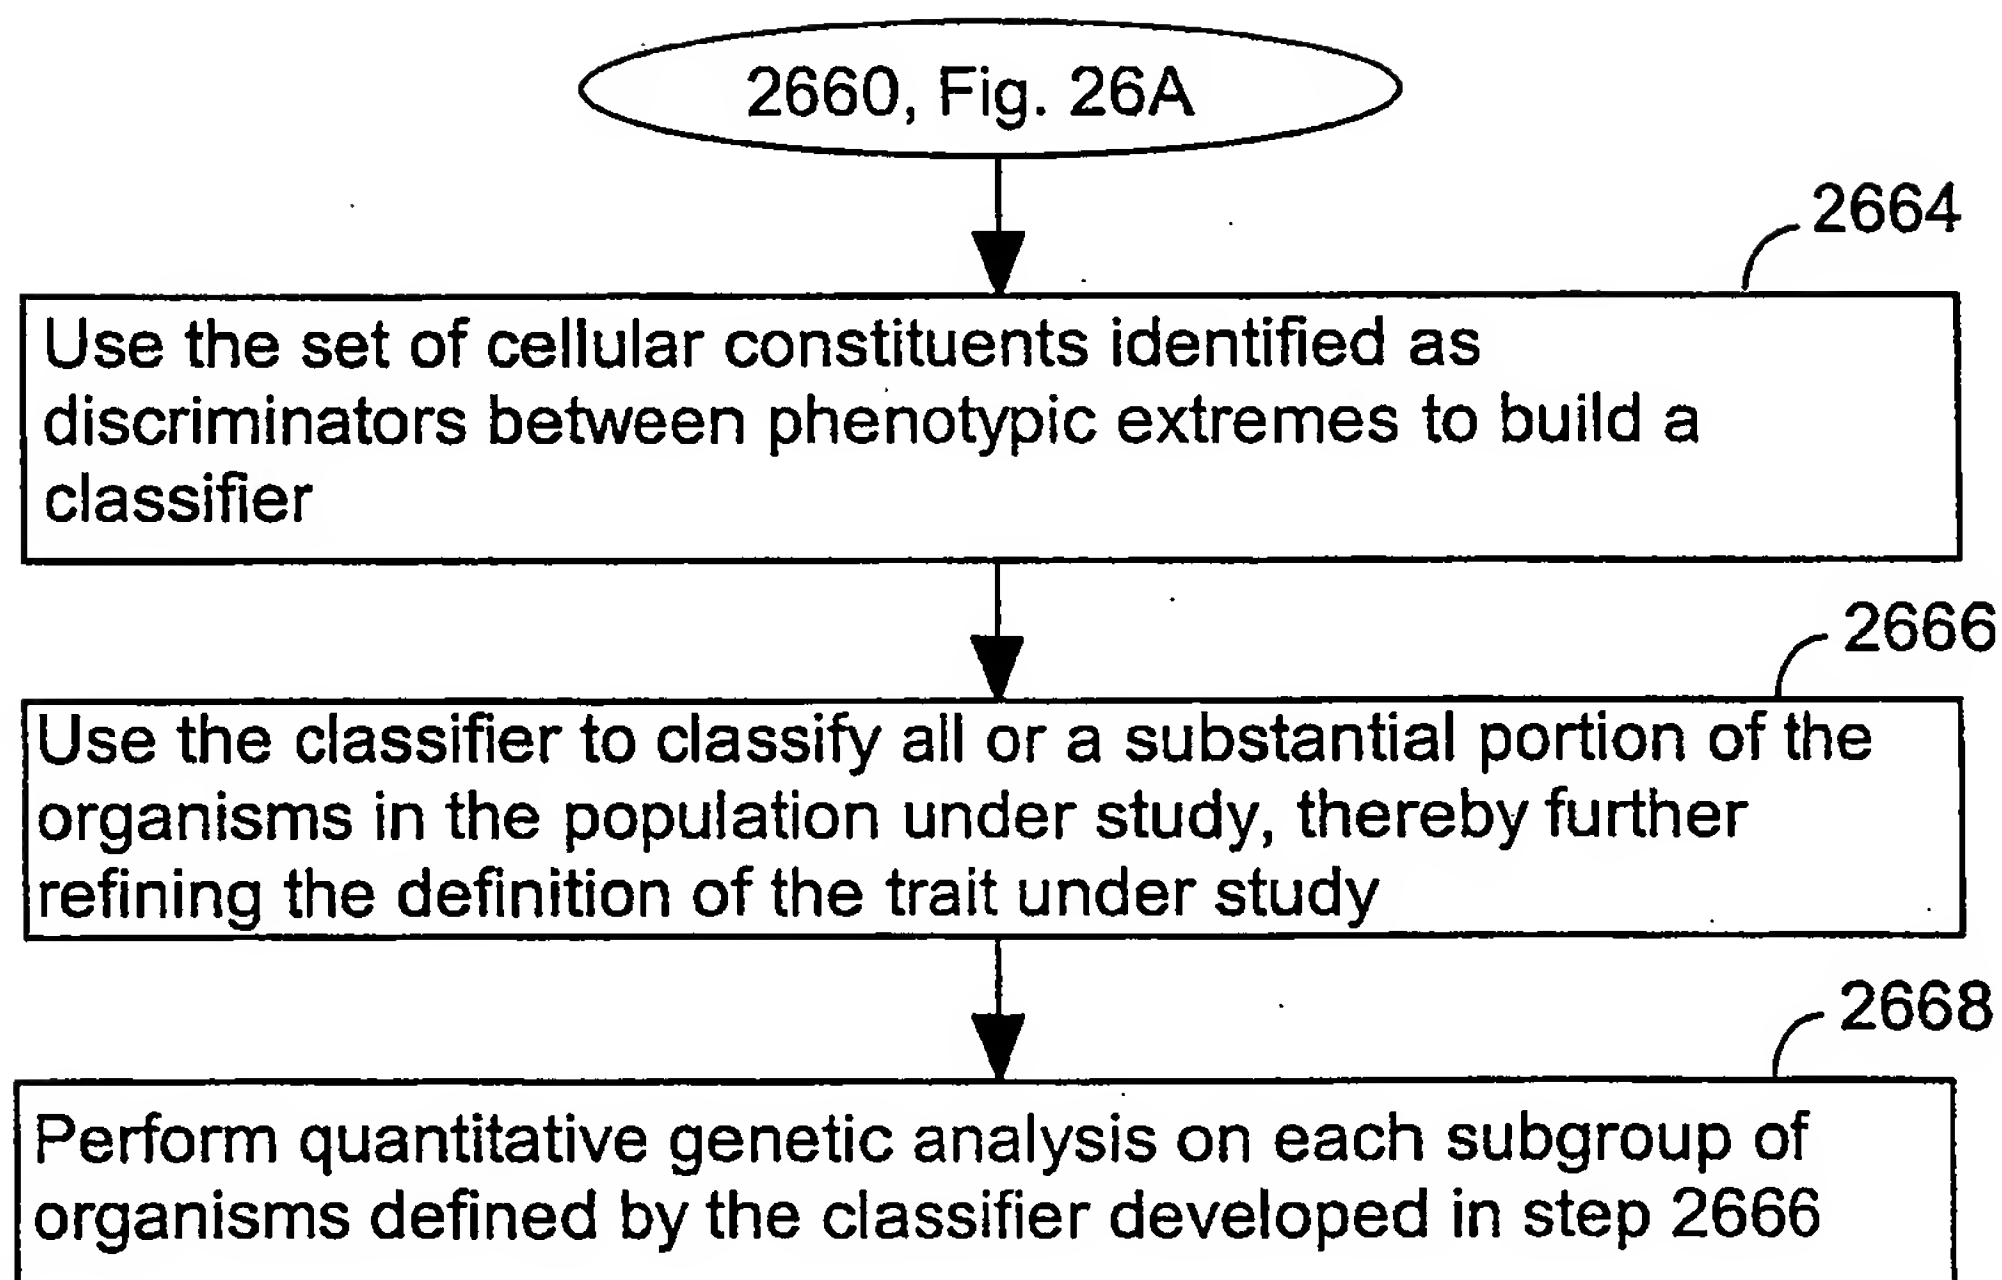 2660, Fig. 26A
2664
Use the set of cellular constituents identified as
discriminators between phenotypic extremes to build a
classifier
2666
Use the classifier to classify all or a substantial portion of the
organisms in the population under study, thereby further
refining the definition of the trait under study
2668
Perform quantitative genetic analysis on each subgroup of
organisms defined by the classifier developed in step 2666